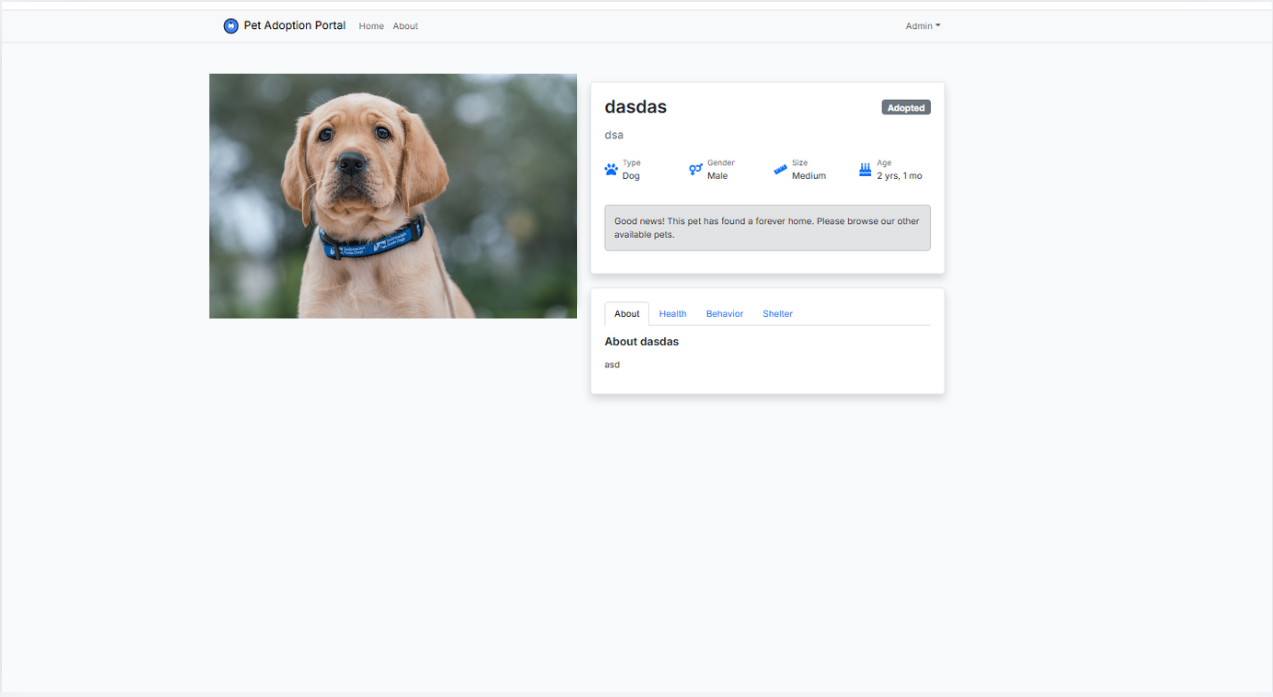 Pet Adoption Portal Home About Admin
dasdas Adopted
dsa
Type Gender Size Age
Dog Male Medium 2 yrs, 1 mo
Good news! This pet has found a forever home. Please browse our other
available pets.
About Health Behavior Shelter
About dasdas
asd